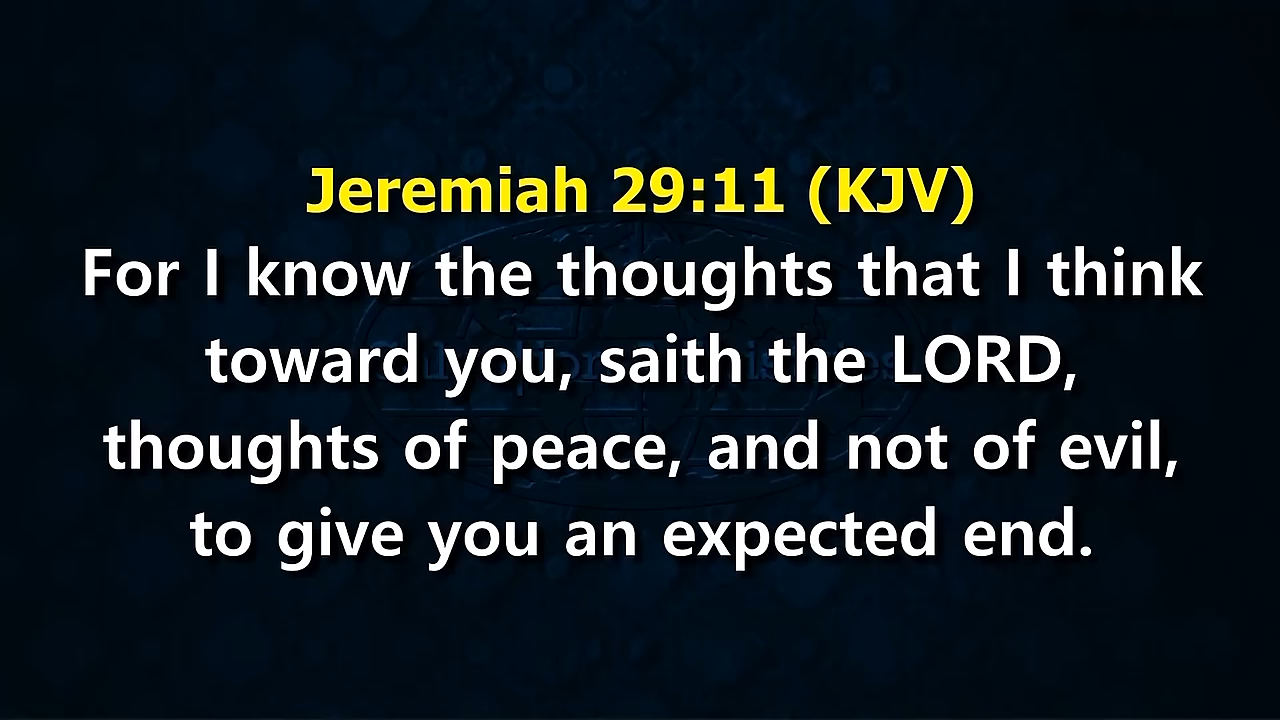 Jeremiah 29:11 (KJV)
For I know the thoughts that I think
toward you, saith the LORD,
thoughts of peace, and not of evil,
to give you an expected end.